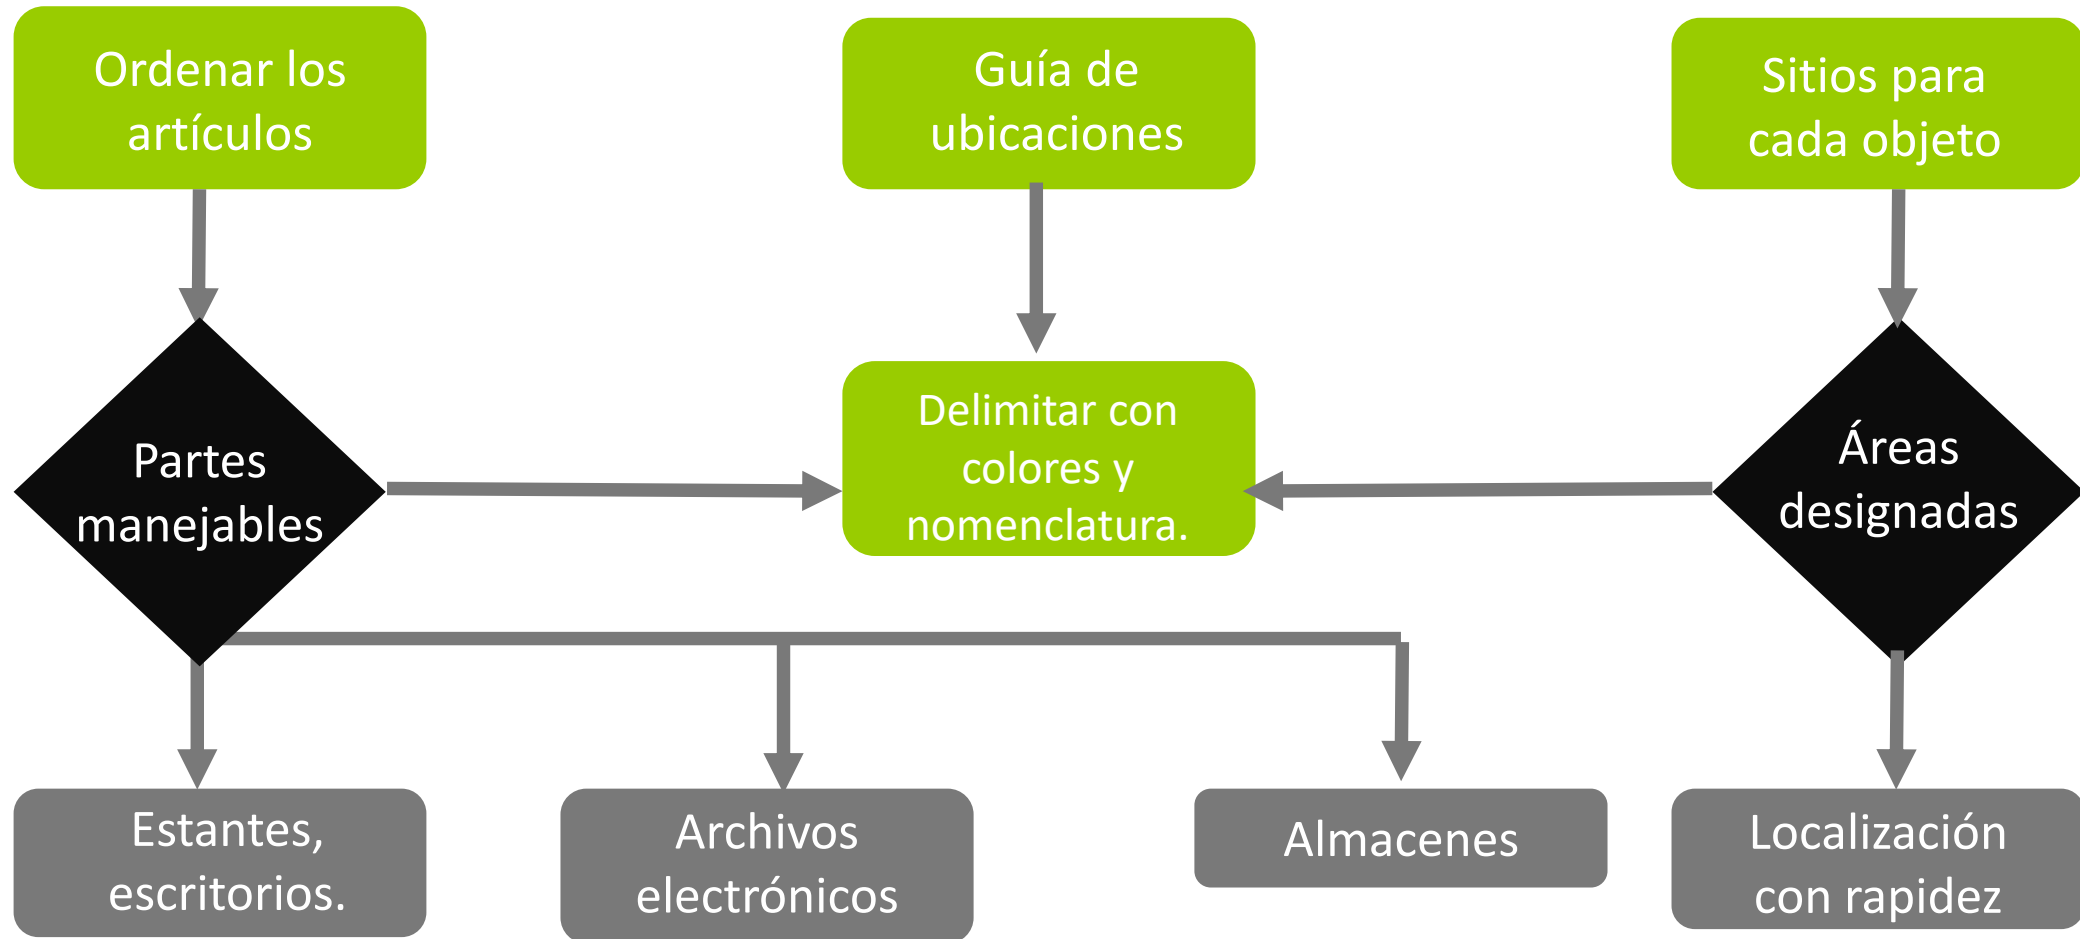 Ordenar los
artículos
Guía de
ubicaciones
Sitios para
cada objeto
Partes
manejables
Delimitar con
colores y
nomenclatura.
Áreas
designadas
Estantes,
escritorios.
Archivos
electrónicos
Almacenes
Localización
con rapidez